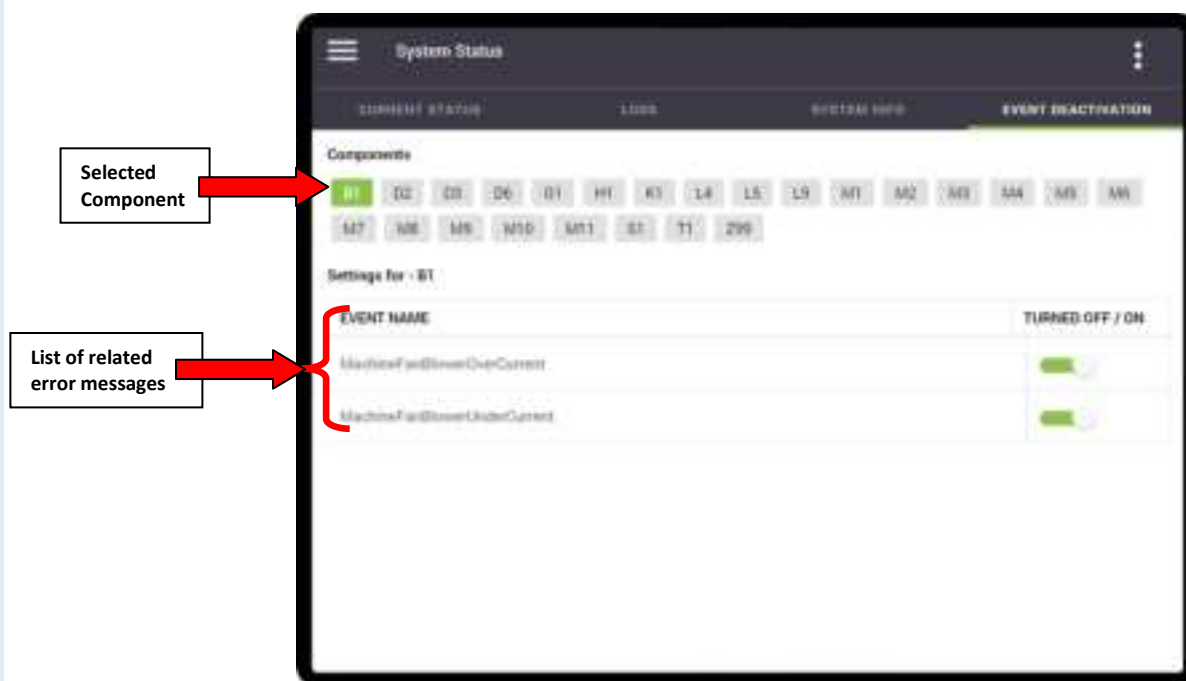 System Status
CURRENT STATUS LOGS SYSTEM INFO EVENT DEACTIVATION
Selected
Component
Components
B1 D2 D3 D6 G1 H1 K1 L4 L5 L9 M1 M2 M3 M4 M5 M6
M7 M8 M9 M10 M11 S1 T1 Z99
Settings for - B1
EVENT NAME TURNED OFF / ON
List of related
error messages
MachineFanBlowerOverCurrent
MachineFanBlowerUnderCurrent